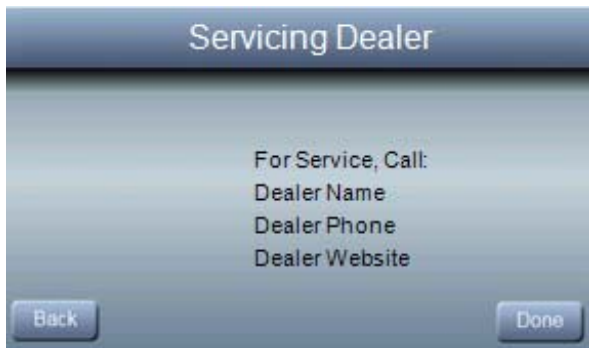 Servicing Dealer
For Service, Call:
Dealer Name
Dealer Phone
Dealer Website
Back
Done